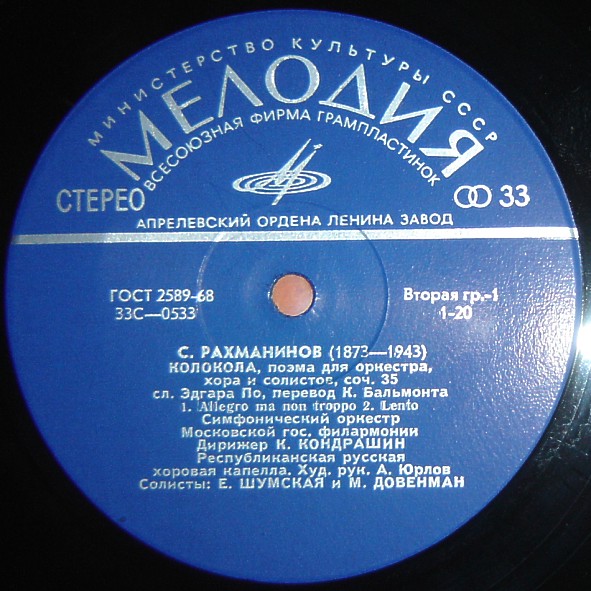 МИНИСТЕРСТВО КУЛЬТУРЫ СССР
МЕЛОДИЯ
ВСЕСОЮЗНАЯ ФИРМА ГРАМПЛАСТИНОК
СТЕРЕО
33
АПРЕЛЕВСКИЙ ОРДЕНА ЛЕНИНА ЗАВОД
ГОСТ 2589-68
Вторая гр.-1
33С—0533
1-20
С. РАХМАНИНОВ (1873—1943)
КОЛОКОЛА, поэма для оркестра,
хора и солистов, соч. 35
сл. Эдгара По, перевод К. Бальмонта
1. Allegro ma non troppo 2. Lento
Симфонический оркестр
Московской гос. филармонии
Дирижер К. КОНДРАШИН
Республиканская русская
хоровая капелла. Худ. рук. А. Юрлов
Солисты: Е. ШУМСКАЯ и М. ДОВЕНМАН